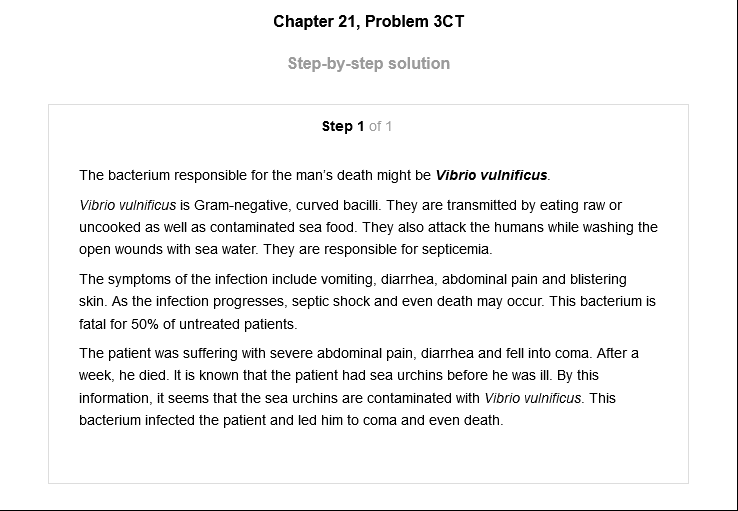 Chapter 21, Problem 3CT
Step-by-step solution
Step 1 of 1
The bacterium responsible for the man's death might be Vibrio vulnificus.
Vibrio vulnificus is Gram-negative, curved bacilli. They are transmitted by eating raw or
uncooked as well as contaminated sea food. They also attack the humans while washing the
open wounds with sea water. They are responsible for septicemia.
The symptoms of the infection include vomiting, diarrhea, abdominal pain and blistering
skin. As the infection progresses, septic shock and even death may occur. This bacterium is
fatal for 50% of untreated patients.
The patient was suffering with severe abdominal pain, diarrhea and fell into coma. After a
week, he died. It is known that the patient had sea urchins before he was ill. By this
information, it seems that the sea urchins are contaminated with Vibrio vulnificus. This
bacterium infected the patient and led him to coma and even death.